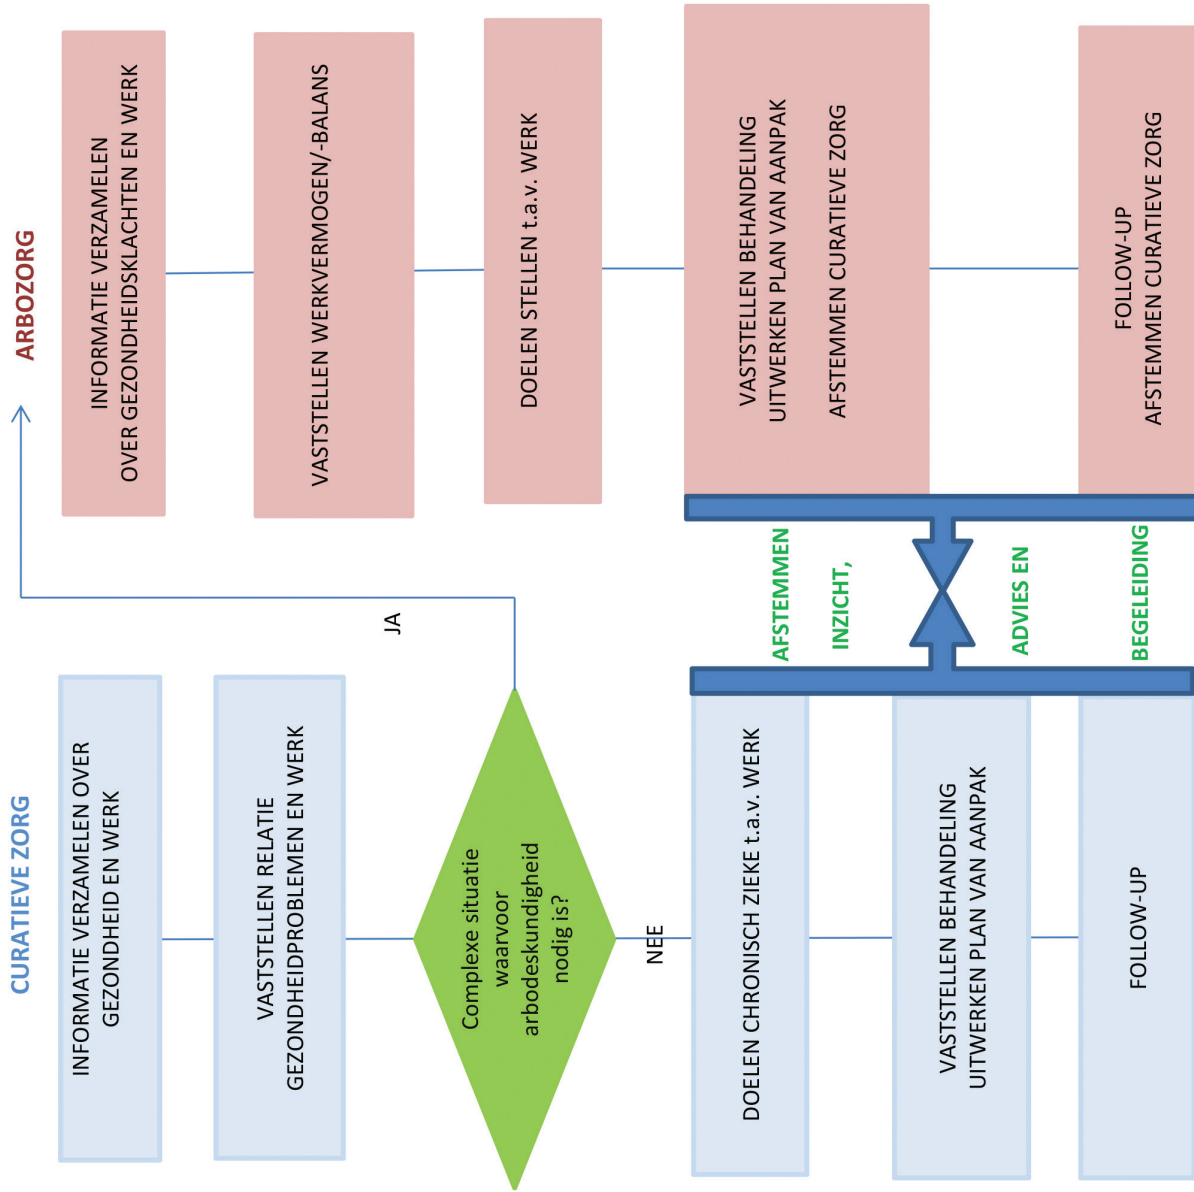 CURATIEVE ZORG
INFORMATIE VERZAMELEN OVER
GEZONDHEID EN WERK
VASTSTELLEN RELATIE
GEZONDHEIDPROBLEMEN EN WERK
Complexe situatie
waarvoor
arbodeskundigheid
nodig is?
JA
NEE
DOELEN CHRONISCH ZIEKE t.a.v. WERK
VASTSTELLEN BEHANDELING
UITWERKEN PLAN VAN AANPAK
FOLLOW-UP
AFSTEMMEN
INZICHT,
ADVIES EN
BEGELEIDING
ARBOZORG
INFORMATIE VERZAMELEN
OVER GEZONDHEIDSKLACHTEN EN WERK
VASTSTELLEN WERKVERMOGEN/-BALANS
DOELEN STELLEN t.a.v. WERK
VASTSTELLEN BEHANDELING
UITWERKEN PLAN VAN AANPAK
AFSTEMMEN CURATIEVE ZORG
FOLLOW-UP
AFSTEMMEN CURATIEVE ZORG